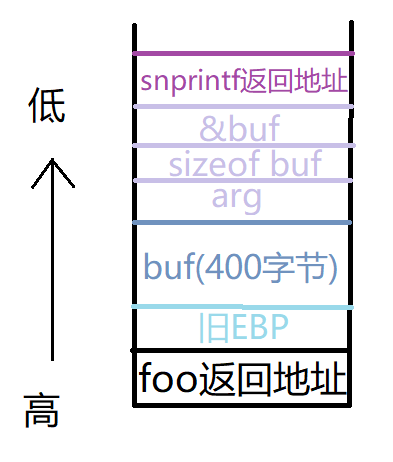 低
snprintf返回地址
&buf
sizeof buf
arg
buf(400字节)
旧EBP
foo返回地址
高